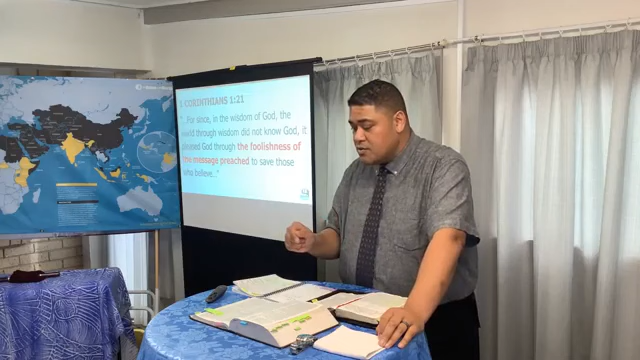 CORINTHIANS 1:21
"..For since, in the wisdom of God, the
world through wisdom did not know God, it
pleased God through the foolishness of
the message preached to save those
who believe..."